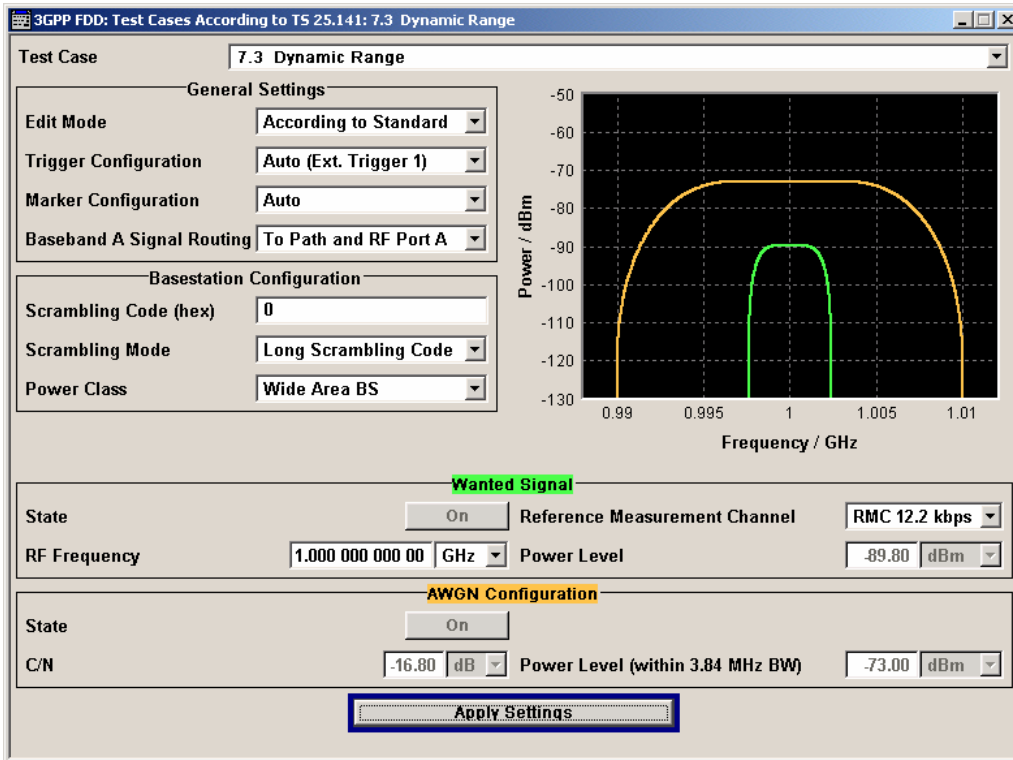 3GPP FDD: Test Cases According to TS 25.141: 7.3 Dynamic Range
Test Case 7.3 Dynamic Range
General Settings
Edit Mode According to Standard
Trigger Configuration Auto (Ext. Trigger 1)
Marker Configuration Auto
Baseband A Signal Routing To Path and RF Port A
Basestation Configuration
Scrambling Code (hex) 0
Scrambling Mode Long Scrambling Code
Power Class Wide Area BS
Power / dBm
-50
-60
-70
-80
-90
-100
-110
-120
-130
0.99 0.995 1 1.005 1.01
Frequency / GHz
Wanted Signal
State On Reference Measurement Channel RMC 12.2 kbps
RF Frequency 1.000 000 000 00 GHz Power Level -89.80 dBm
AWGN Configuration
State On
C/N -16.80 dB Power Level (within 3.84 MHz BW) -73.00 dBm
Apply Settings